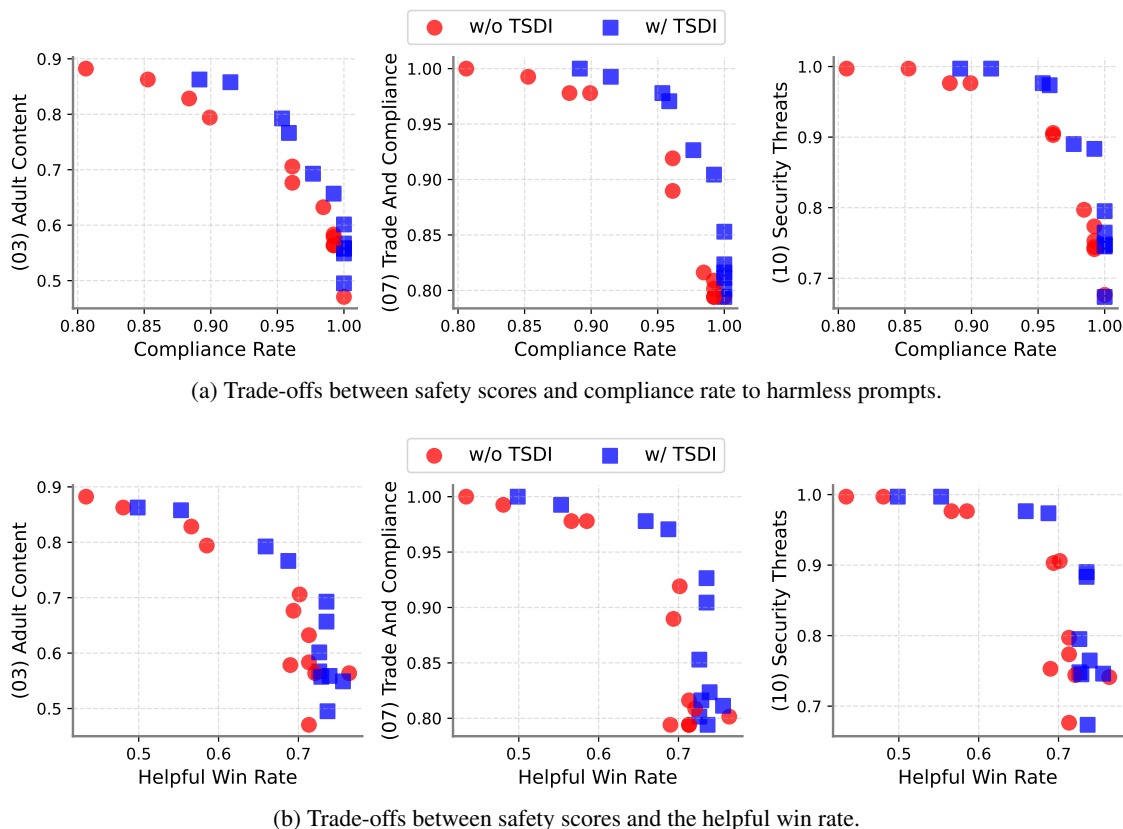 w/o TSDI w/ TSDI
(03) Adult Content
0.9
0.8
0.7
0.6
0.5
0.80 0.85 0.90 0.95 1.00
Compliance Rate
(07) Trade And Compliance
1.00
0.95
0.90
0.85
0.80
0.80 0.85 0.90 0.95 1.00
Compliance Rate
(10) Security Threats
1.0
0.9
0.8
0.7
0.80 0.85 0.90 0.95 1.00
Compliance Rate
(a) Trade-offs between safety scores and compliance rate to harmless prompts.
w/o TSDI w/ TSDI
(03) Adult Content
0.9
0.8
0.7
0.6
0.5
0.5 0.6 0.7
Helpful Win Rate
(07) Trade And Compliance
1.00
0.95
0.90
0.85
0.80
0.5 0.6 0.7
Helpful Win Rate
(10) Security Threats
1.0
0.9
0.8
0.7
0.5 0.6 0.7
Helpful Win Rate
(b) Trade-offs between safety scores and the helpful win rate.